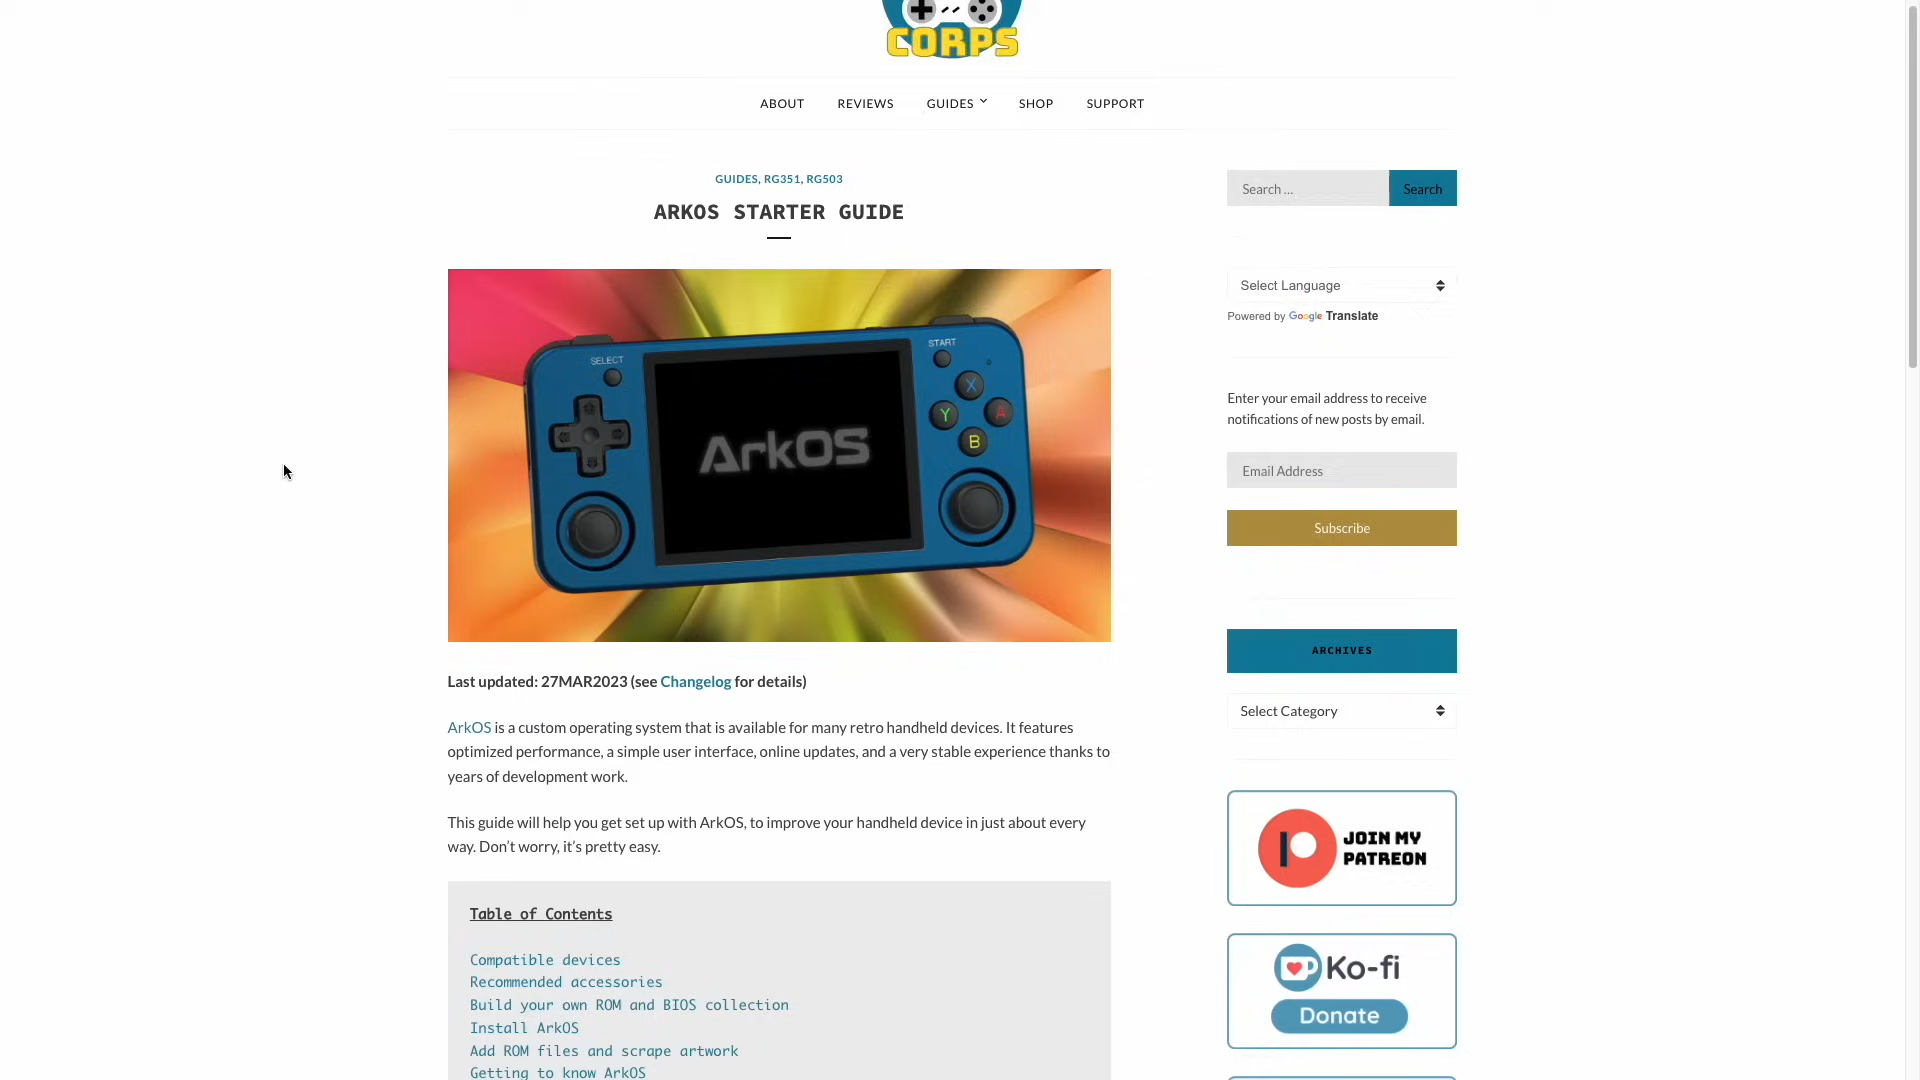 CORPS
ABOUT REVIEWS GUIDES SHOP SUPPORT
GUIDES, RG351, RG503
ARKOS STARTER GUIDE
SELECT
START
X
Y
A
B
ArkOS
Last updated: 27MAR2023 (see Changelog for details)
ArkOS is a custom operating system that is available for many retro handheld devices. It features
optimized performance, a simple user interface, online updates, and a very stable experience thanks to
years of development work.
This guide will help you get set up with ArkOS, to improve your handheld device in just about every
way. Don’t worry, it’s pretty easy.
Table of Contents
Compatible devices
Recommended accessories
Build your own ROM and BIOS collection
Install ArkOS
Add ROM files and scrape artwork
Getting to know ArkOS
Search …
Search
Select Language
Powered by Google Translate
Enter your email address to receive
notifications of new posts by email.
Email Address
Subscribe
ARCHIVES
Select Category
JOIN MY
PATREON
Ko-fi
Donate